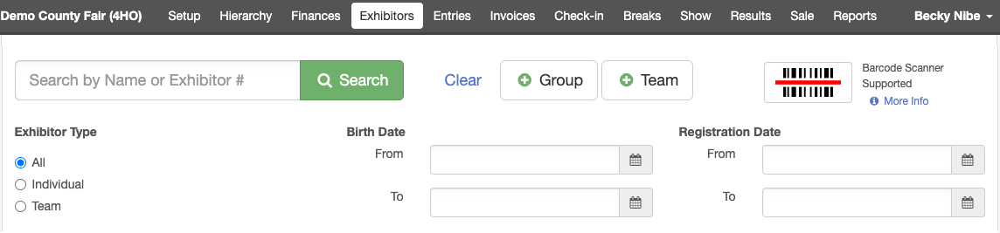 Demo County Fair (4HO) Setup Hierarchy Finances Exhibitors Entries Invoices Check-in Breaks Show Results Sale Reports Becky Nibe
Search by Name or Exhibitor # Search Clear Group Team
Barcode Scanner
Supported
More Info
Exhibitor Type
All
Individual
Team
Birth Date
From
To
Registration Date
From
To